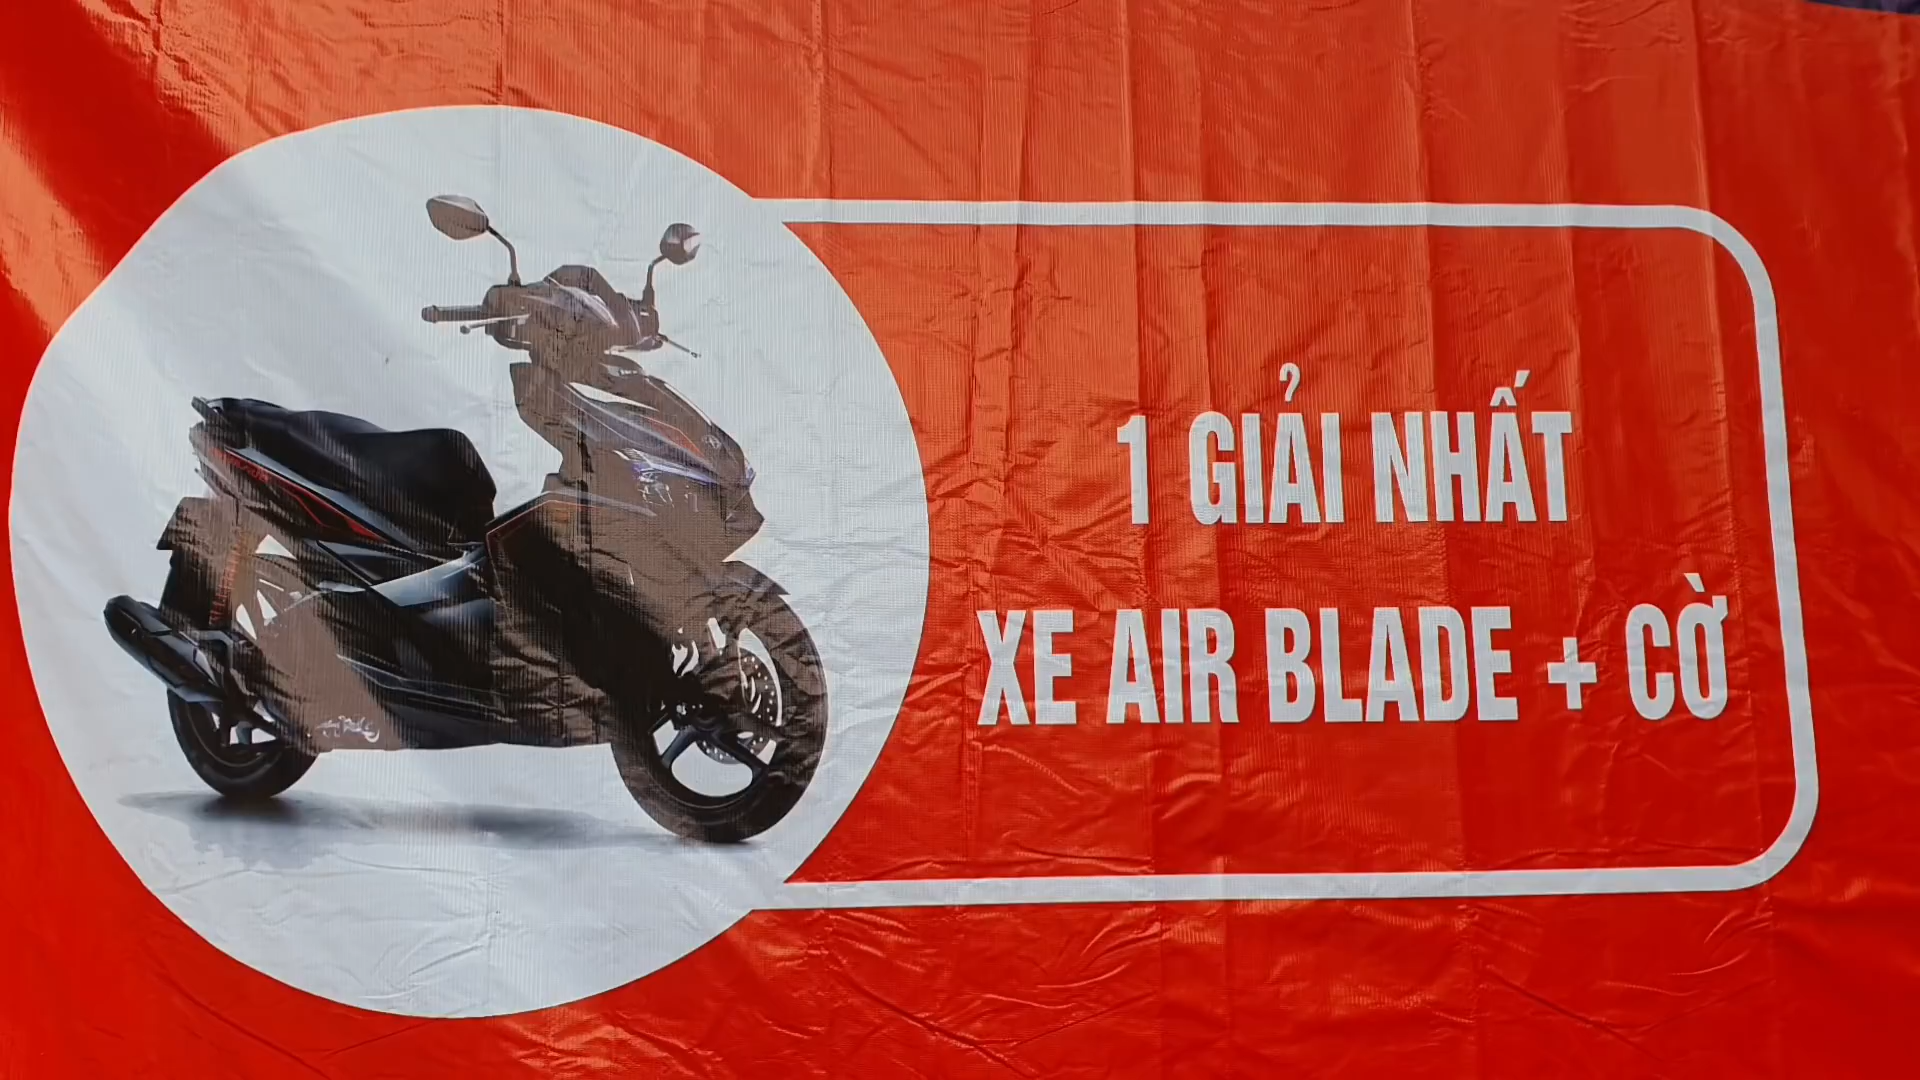 1 GIẢI NHẤT
XE AIR BLADE + CỜ